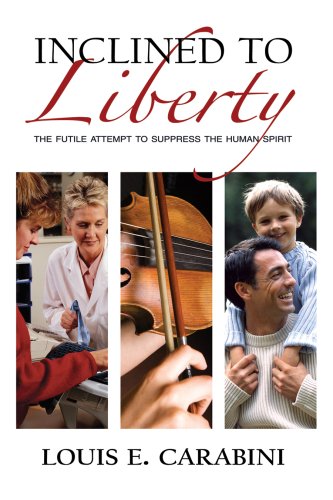 INCLINED TO
Liberty
THE FUTILE ATTEMPT TO SUPPRESS THE HUMAN SPIRIT
LOUIS E. CARABINI